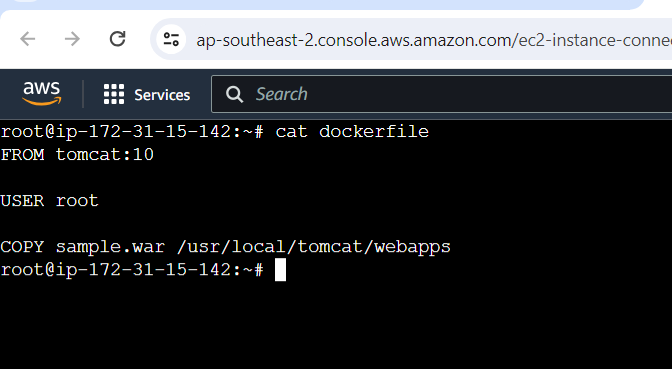 ap-southeast-2.console.aws.amazon.com/ec2-instance-conne
aws Services Search
root@ip-172-31-15-142:~# cat dockerfile
FROM tomcat:10
USER root
COPY sample.war /usr/local/tomcat/webapps
root@ip-172-31-15-142:~#